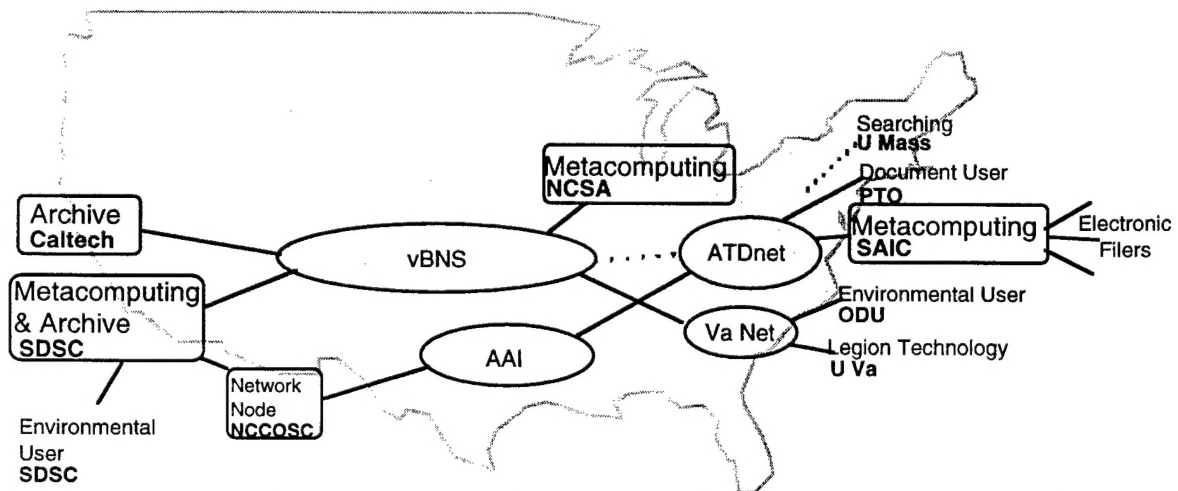 Searching
U Mass
Document User
PTO
Metacomputing
NCSA
Archive
Caltech
Metacomputing
SAIC
Electronic
Filers
vBNS
ATDnet
Metacomputing
& Archive
SDSC
Environmental User
ODU
Va Net
AAI
Legion Technology
U Va
Network
Node
NCCOSC
Environmental
User
SDSC